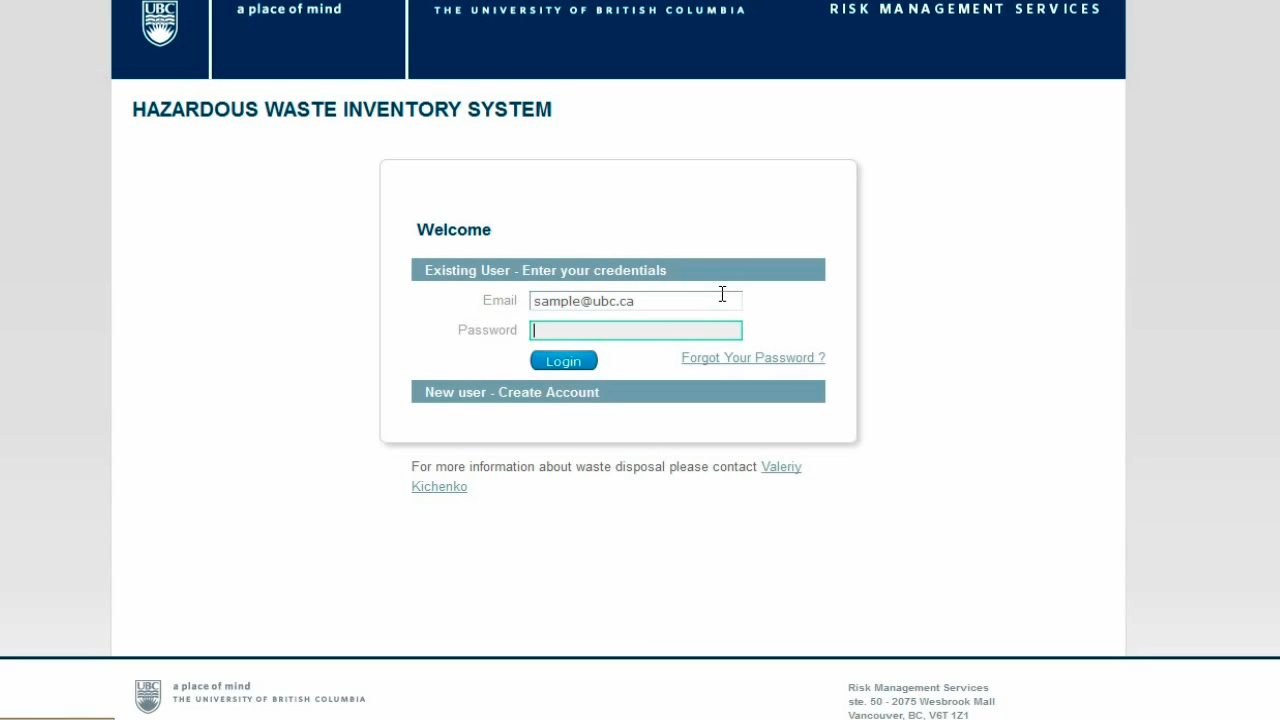 UBC
a place of mind
THE UNIVERSITY OF BRITISH COLUMBIA
RISK MANAGEMENT SERVICES
HAZARDOUS WASTE INVENTORY SYSTEM
Welcome
Existing User - Enter your credentials
Email sample@ubc.ca
Password
Login
Forgot Your Password ?
New user - Create Account
For more information about waste disposal please contact Valeriy
Kichenko
UBC
a place of mind
THE UNIVERSITY OF BRITISH COLUMBIA
Risk Management Services
ste. 50 - 2075 Wesbrook Mall
Vancouver, BC, V6T 1Z1